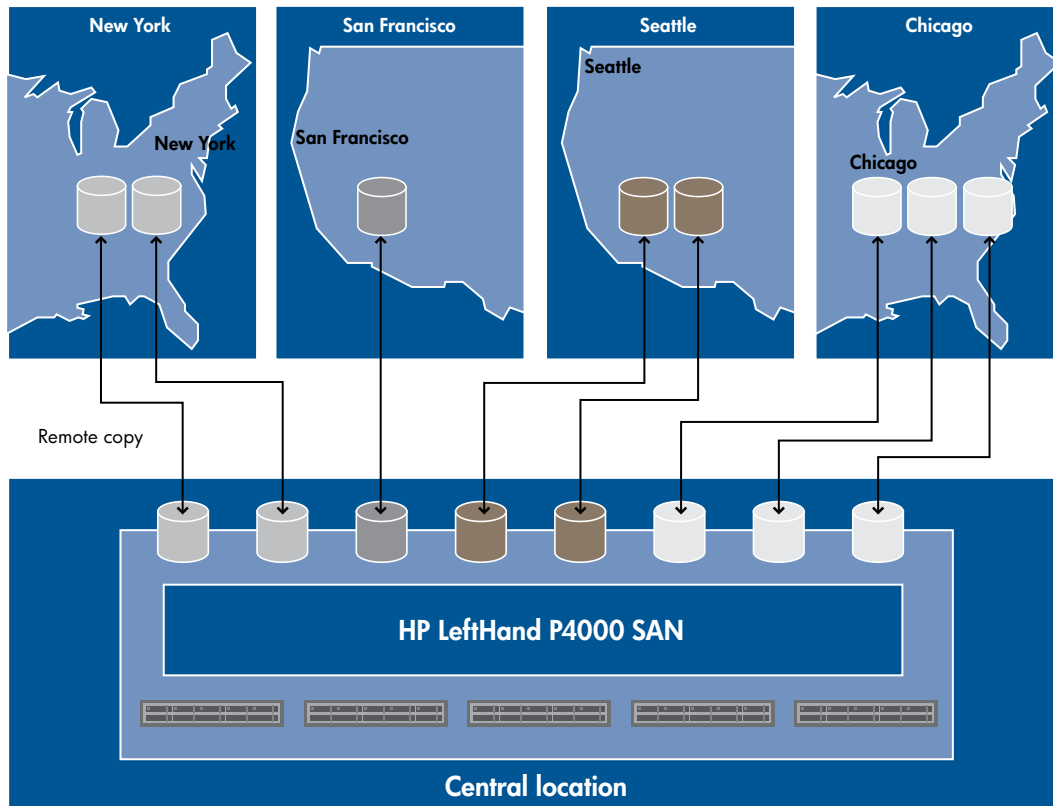 New York
San Francisco
Seattle
Chicago
Seattle
New York
San Francisco
Chicago
Remote copy
HP LeftHand P4000 SAN
Central location